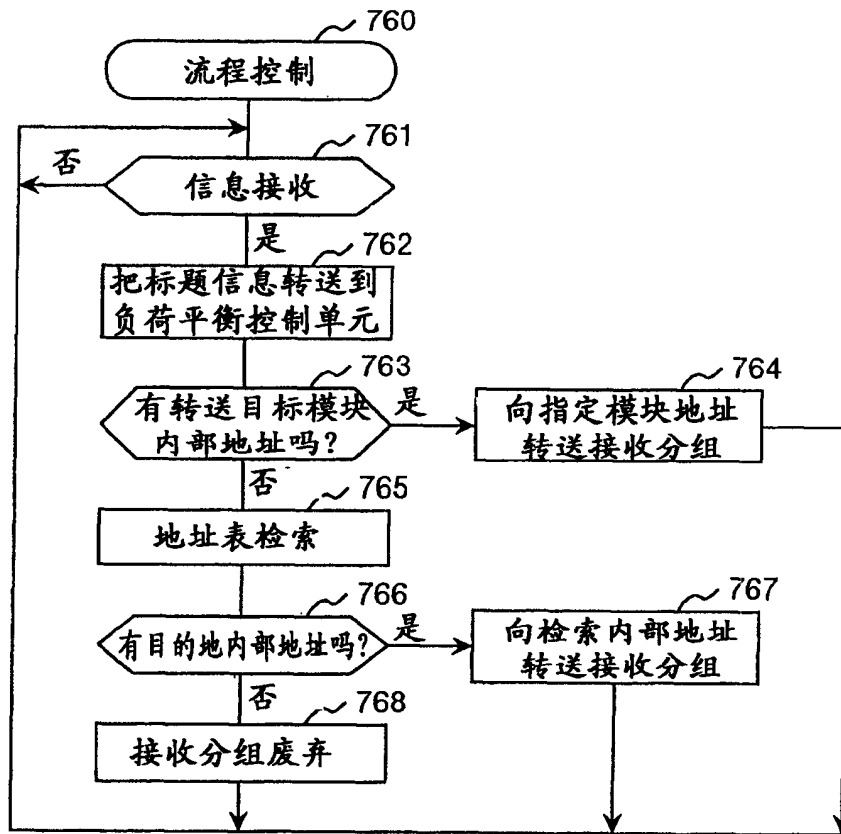 760
流程控制
761
否
信息接收
是
762
把标题信息转送到
负荷平衡控制单元
763
764
有转送目标模块
内部地址吗?
是
向指定模块地址
转送接收分组
否
765
地址表检索
766
767
有目的地内部地址吗?
是
向检索内部地址
转送接收分组
否
768
接收分组废弃